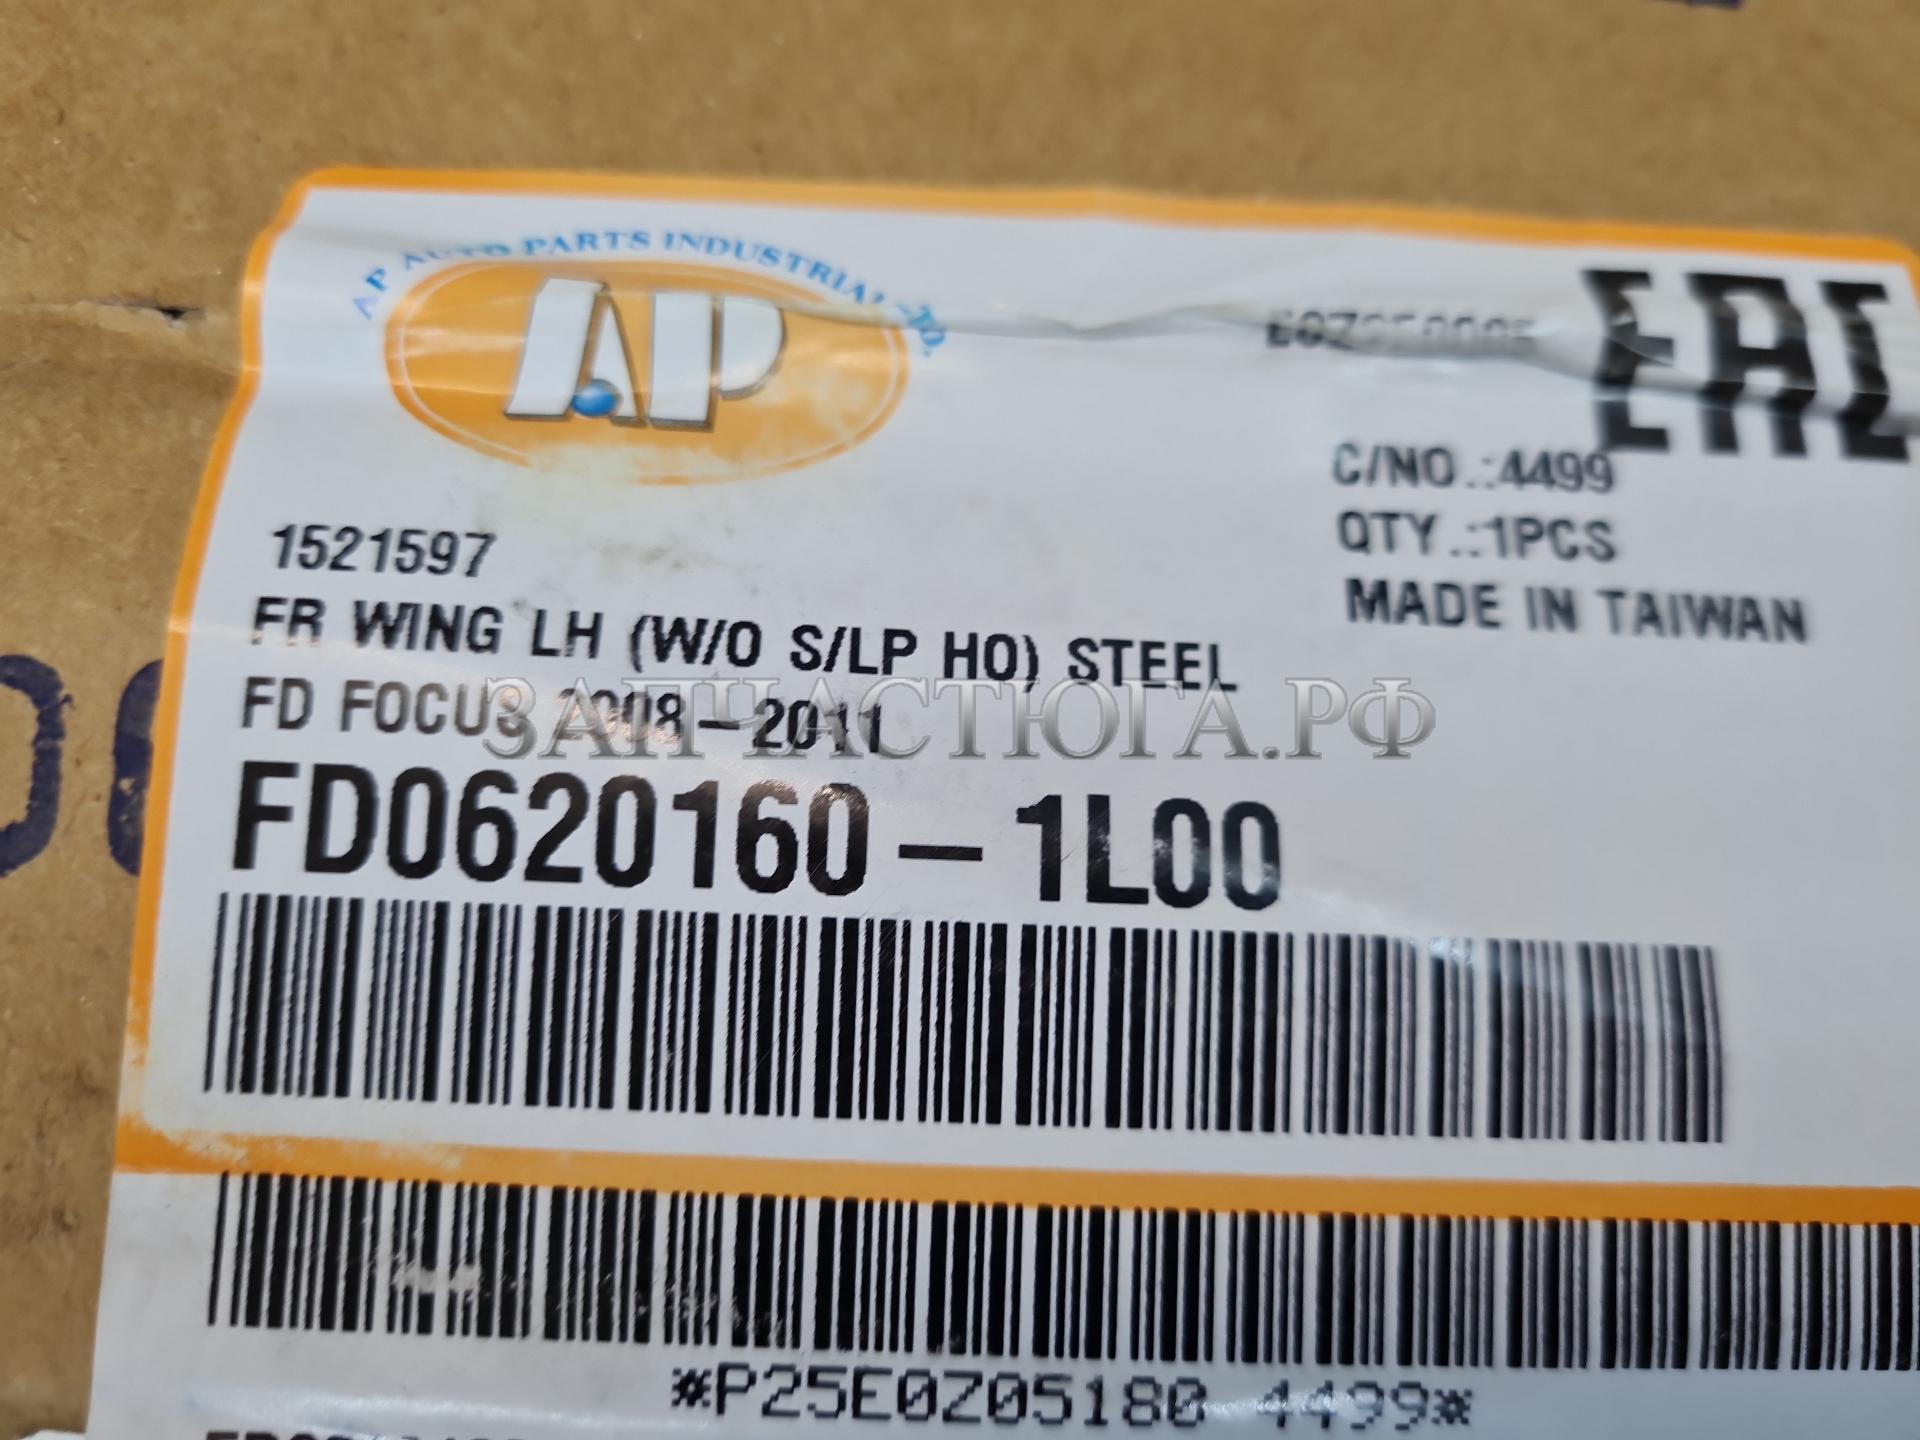 AP AUTO PARTS INDUSTRIAL
AP
EAC
C/NO.:4499
QTY.:1PCS
MADE IN TAIWAN
1521597
FR WING LH (W/O S/LP HO) STEEL
FD FOCUS 2008-2011
ЗАПЧАСТЮГА.РФ
FD0620160-1L00
*P25E0Z05180 4499*